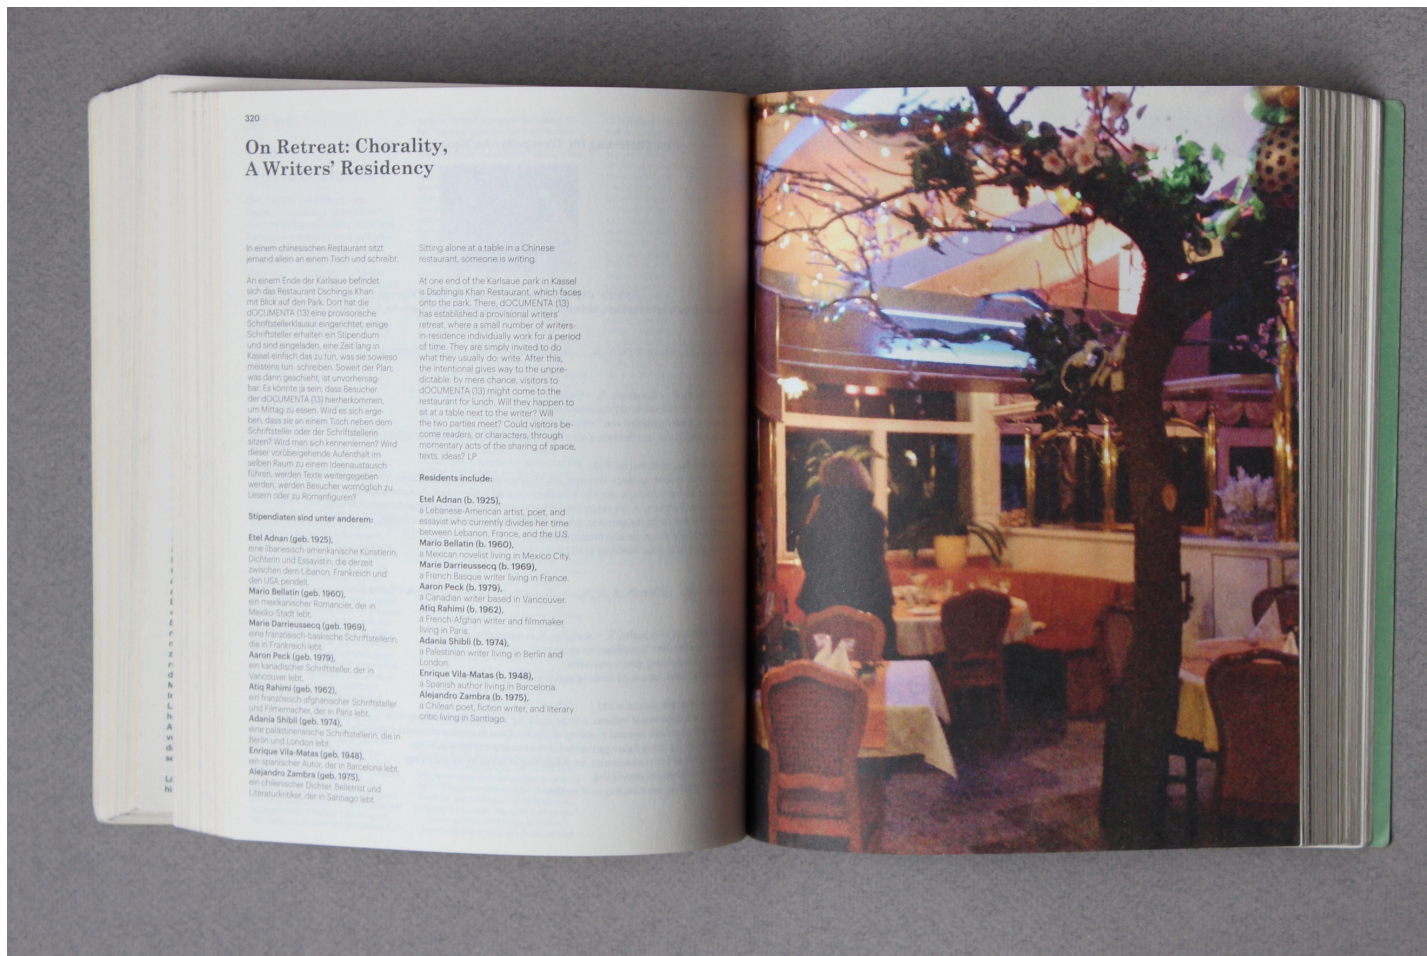 320
On Retreat: Chorality,
A Writers’ Residency
In einem chinesischen Restaurant sitzt
jemand allein an einem Tisch und schreibt.
An einem Ende der Karlsaue befindet
sich das Restaurant Dschingis Khan
mit Blick auf den Park. Dort hat die
dOCUMENTA (13) eine provisorische
Schriftstellerklausur eingerichtet, einige
Schriftsteller erhalten ein Stipendium
und sind eingeladen, eine Zeit lang in
Kassel einfach das zu tun, was sie sowieso
meistens tun: schreiben. Soweit der Plan;
was dann geschieht, ist unvorhersag-
bar. Es könnte ja sein, dass Besucher
der dOCUMENTA (13) hierherkommen,
um Mittag zu essen. Wird es sich erge-
ben, dass sie an einem Tisch neben dem
Schriftsteller oder der Schriftstellerin
sitzen? Wird man sich kennenlernen? Wird
dieser vorübergehende Aufenthalt im
selben Raum zu einem Ideenaustausch
führen, werden Texte weitergegeben
werden, werden Besucher womöglich zu
Lesern oder zu Romanfiguren?
Stipendiaten sind unter anderem:
Etel Adnan (geb. 1925),
eine libanesisch-amerikanische Künstlerin,
Dichterin und Essayistin, die derzeit
zwischen dem Libanon, Frankreich und
den USA pendelt.
Mario Bellatin (geb. 1960),
ein mexikanischer Romancier, der in
Mexiko-Stadt lebt.
Marie Darrieussecq (geb. 1969),
eine französisch-baskische Schriftstellerin,
die in Frankreich lebt.
Aaron Peck (geb. 1979),
ein kanadischer Schriftsteller, der in
Vancouver lebt.
Atiq Rahimi (geb. 1962),
ein französisch-afghanischer Schriftsteller
und Filmemacher, der in Paris lebt.
Adania Shibli (geb. 1974),
eine palästinensische Schriftstellerin, die in
Berlin und London lebt.
Enrique Vila-Matas (geb. 1948),
ein spanischer Autor, der in Barcelona lebt.
Alejandro Zambra (geb. 1975),
ein chilenischer Dichter, Belletrist und
Literaturkritiker, der in Santiago lebt.
Sitting alone at a table in a Chinese
restaurant, someone is writing.
At one end of the Karlsaue park in Kassel
is Dschingis Khan Restaurant, which faces
onto the park. There, dOCUMENTA (13)
has established a provisional writers’
retreat, where a small number of writers-
in-residence individually work for a period
of time. They are simply invited to do
what they usually do: write. After this,
the intentional gives way to the unpre-
dictable: by mere chance, visitors to
dOCUMENTA (13) might come to the
restaurant for lunch. Will they happen to
sit at a table next to the writer? Will
the two parties meet? Could visitors be-
come readers, or characters, through
momentary acts of the sharing of space,
texts, ideas? LP
Residents include:
Etel Adnan (b. 1925),
a Lebanese-American artist, poet, and
essayist who currently divides her time
between Lebanon, France, and the U.S.
Mario Bellatin (b. 1960),
a Mexican novelist living in Mexico City.
Marie Darrieussecq (b. 1969),
a French Basque writer living in France.
Aaron Peck (b. 1979),
a Canadian writer based in Vancouver.
Atiq Rahimi (b. 1962),
a French-Afghan writer and filmmaker
living in Paris.
Adania Shibli (b. 1974),
a Palestinian writer living in Berlin and
London.
Enrique Vila-Matas (b. 1948),
a Spanish author living in Barcelona.
Alejandro Zambra (b. 1975),
a Chilean poet, fiction writer, and literary
critic living in Santiago.